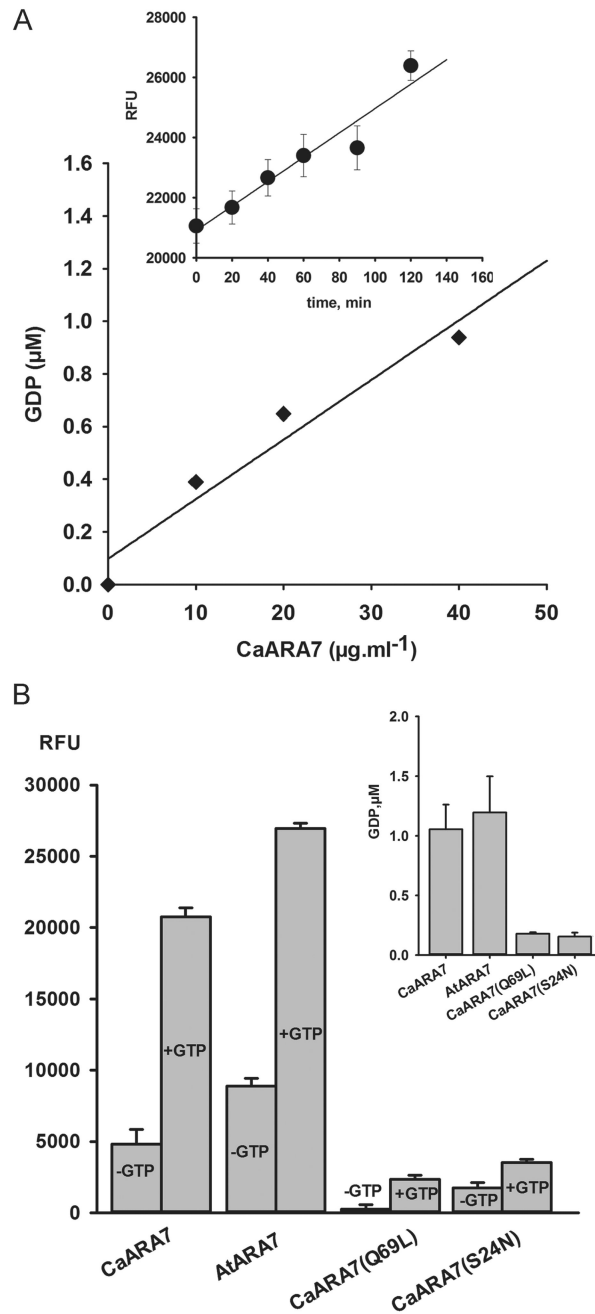 A
28000
26000
24000
22000
20000
RFU
0 20 40 60 80 100 120 140 160
time, min
1.6
1.4
1.2
1.0
0.8
0.6
0.4
0.2
0.0
GDP (µM)
0 10 20 30 40 50
CaARA7 (µg.ml-1)
B
RFU
30000
25000
20000
15000
10000
5000
0
-GTP
+GTP
-GTP
+GTP
-GTP
+GTP
-GTP
+GTP
CaARA7
AtARA7
CaARA7(Q69L)
CaARA7(S24N)
2.0
1.5
1.0
0.5
0.0
GDP,µM
CaARA7
AtARA7
CaARA7(Q69L)
CaARA7(S24N)